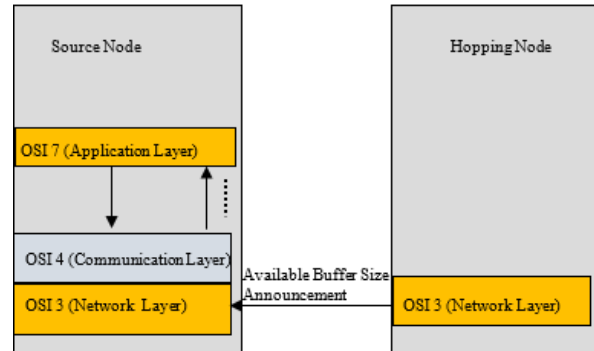 Source Node
Hopping Node
OSI 7 (Application Layer)
OSI 4 (Communication Layer)
Available Buffer Size
Announcement
OSI 3 (Network Layer)
OSI 3 (Network Layer)